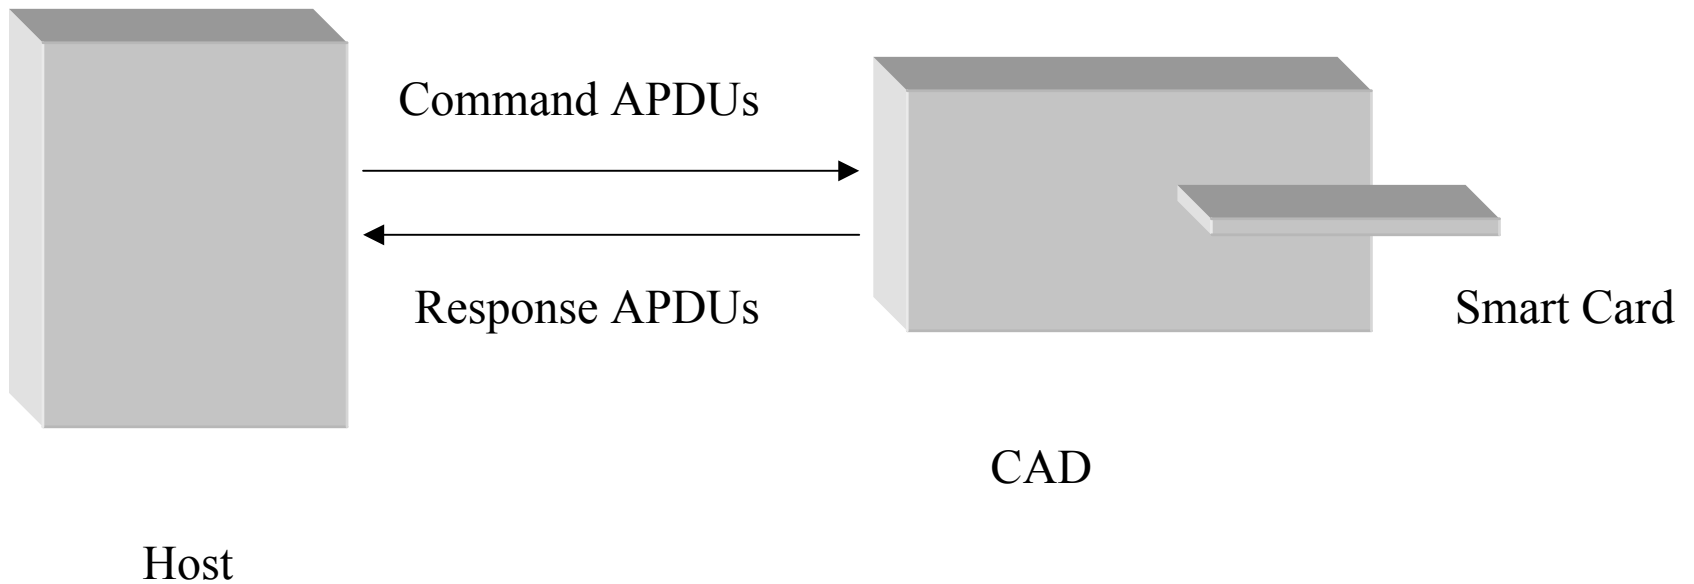 Command APDUs
Response APDUs
Smart Card
CAD
Host